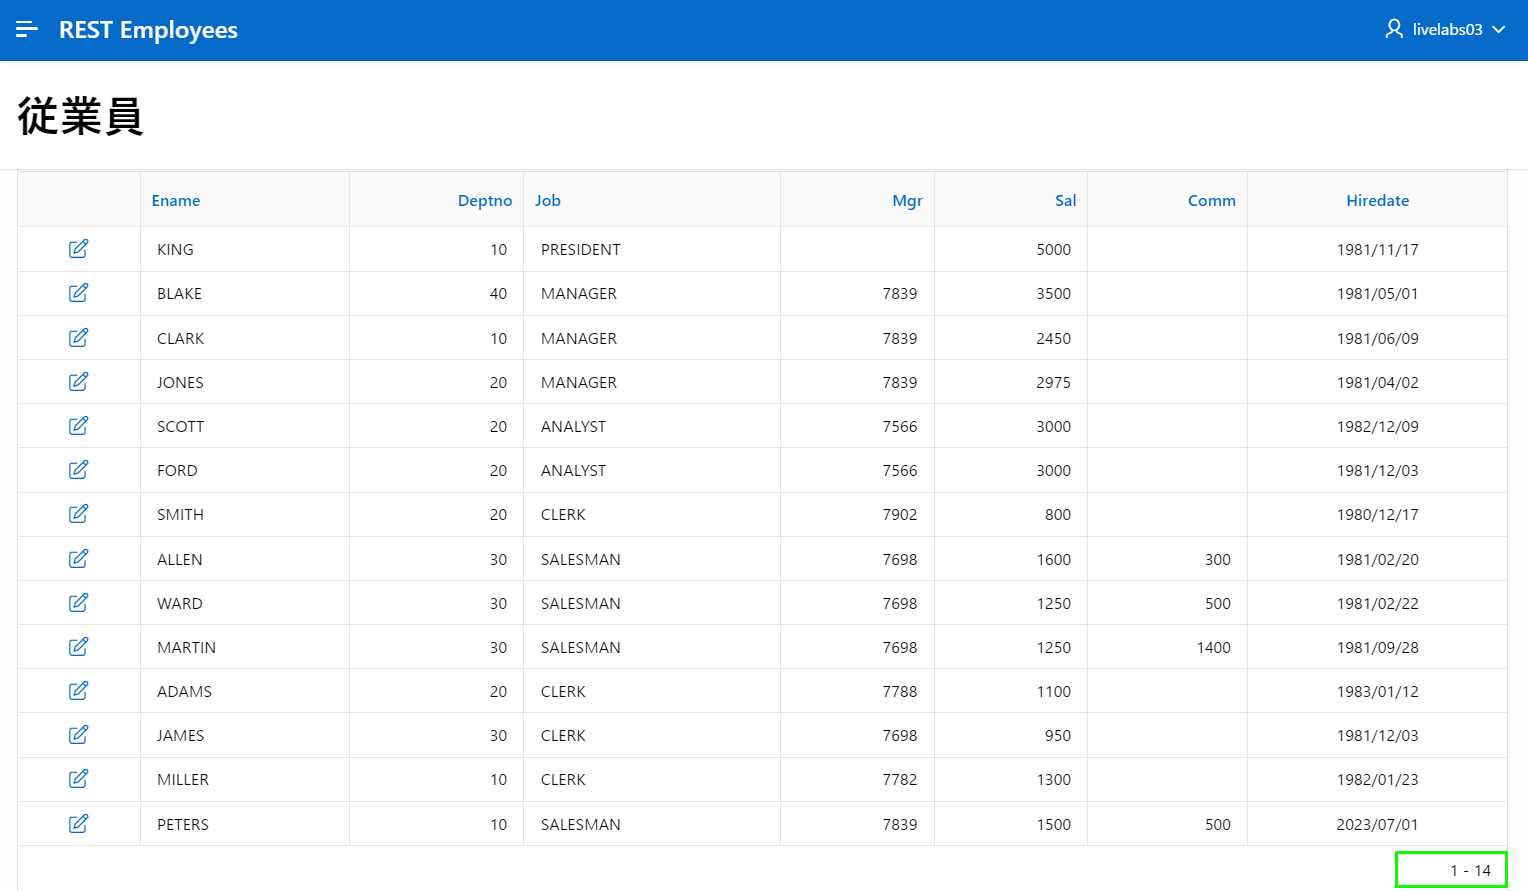 REST Employees livelabs03
従業員
Ename Deptno Job Mgr Sal Comm Hiredate
KING 10 PRESIDENT 5000 1981/11/17
BLAKE 40 MANAGER 7839 3500 1981/05/01
CLARK 10 MANAGER 7839 2450 1981/06/09
JONES 20 MANAGER 7839 2975 1981/04/02
SCOTT 20 ANALYST 7566 3000 1982/12/09
FORD 20 ANALYST 7566 3000 1981/12/03
SMITH 20 CLERK 7902 800 1980/12/17
ALLEN 30 SALESMAN 7698 1600 300 1981/02/20
WARD 30 SALESMAN 7698 1250 500 1981/02/22
MARTIN 30 SALESMAN 7698 1250 1400 1981/09/28
ADAMS 20 CLERK 7788 1100 1983/01/12
JAMES 30 CLERK 7698 950 1981/12/03
MILLER 10 CLERK 7782 1300 1982/01/23
PETERS 10 SALESMAN 7839 1500 500 2023/07/01
1 - 14